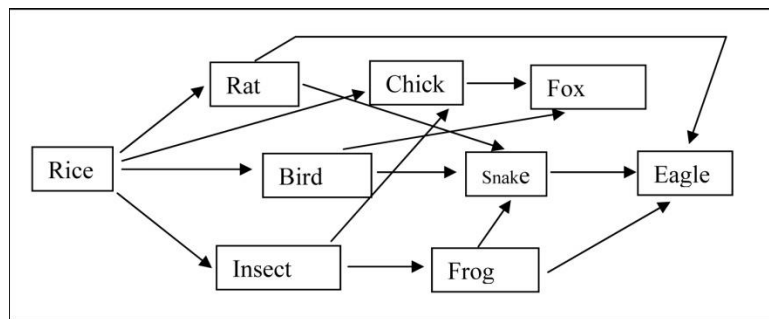 Rat
Chick
Fox
Rice
Bird
Snake
Eagle
Insect
Frog